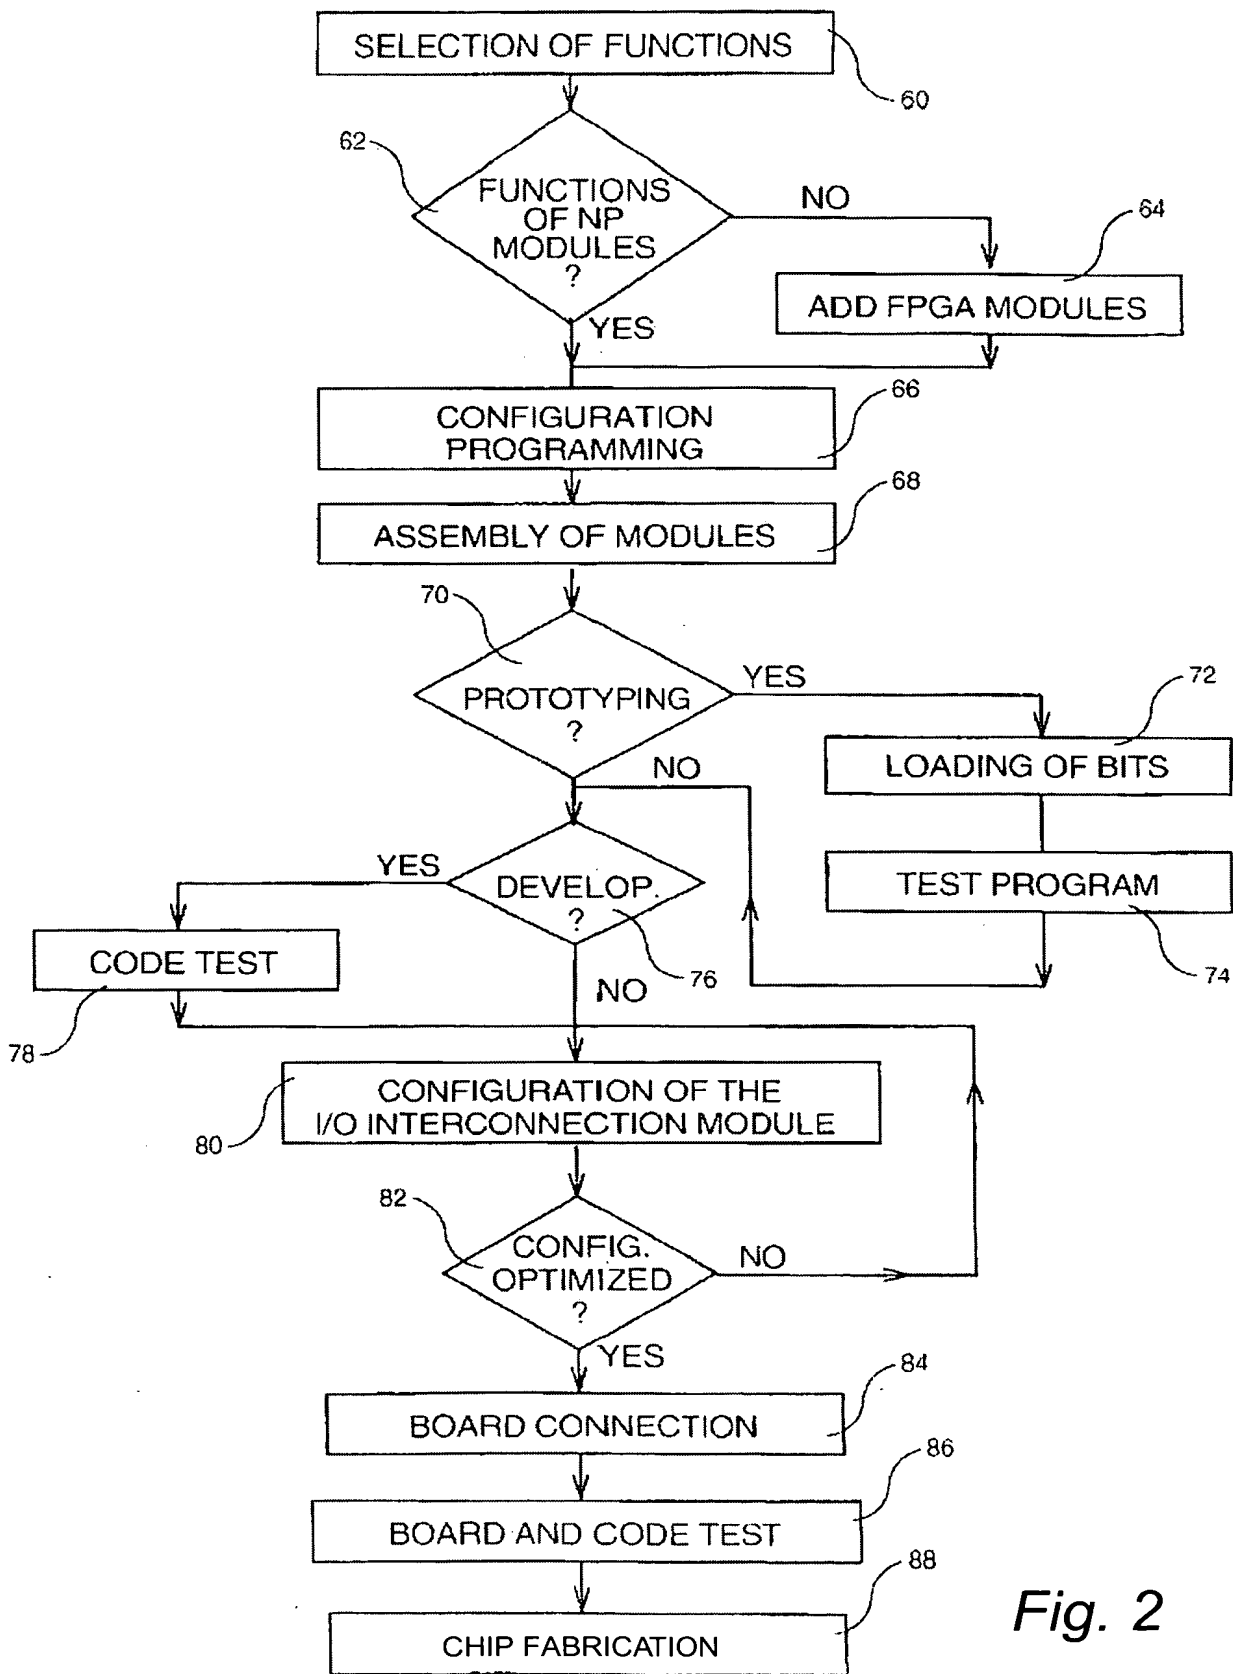 SELECTION OF FUNCTIONS
60
62
FUNCTIONS
OF NP
MODULES
?
NO
64
ADD FPGA MODULES
YES
66
CONFIGURATION
PROGRAMMING
68
ASSEMBLY OF MODULES
70
PROTOTYPING
?
YES
72
LOADING OF BITS
NO
TEST PROGRAM
74
YES
DEVELOP.
?
76
CODE TEST
78
NO
CONFIGURATION OF THE
I/O INTERCONNECTION MODULE
80
82
CONFIG.
OPTIMIZED
?
NO
YES
84
BOARD CONNECTION
86
BOARD AND CODE TEST
88
CHIP FABRICATION
Fig. 2